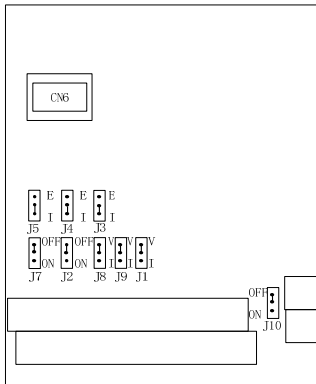 CN6
E E E
I I I
J5 J4 J3
OFF OFF V V V
ON ON I I I
J7 J2 J8 J9 J1
OFF
ON
J10